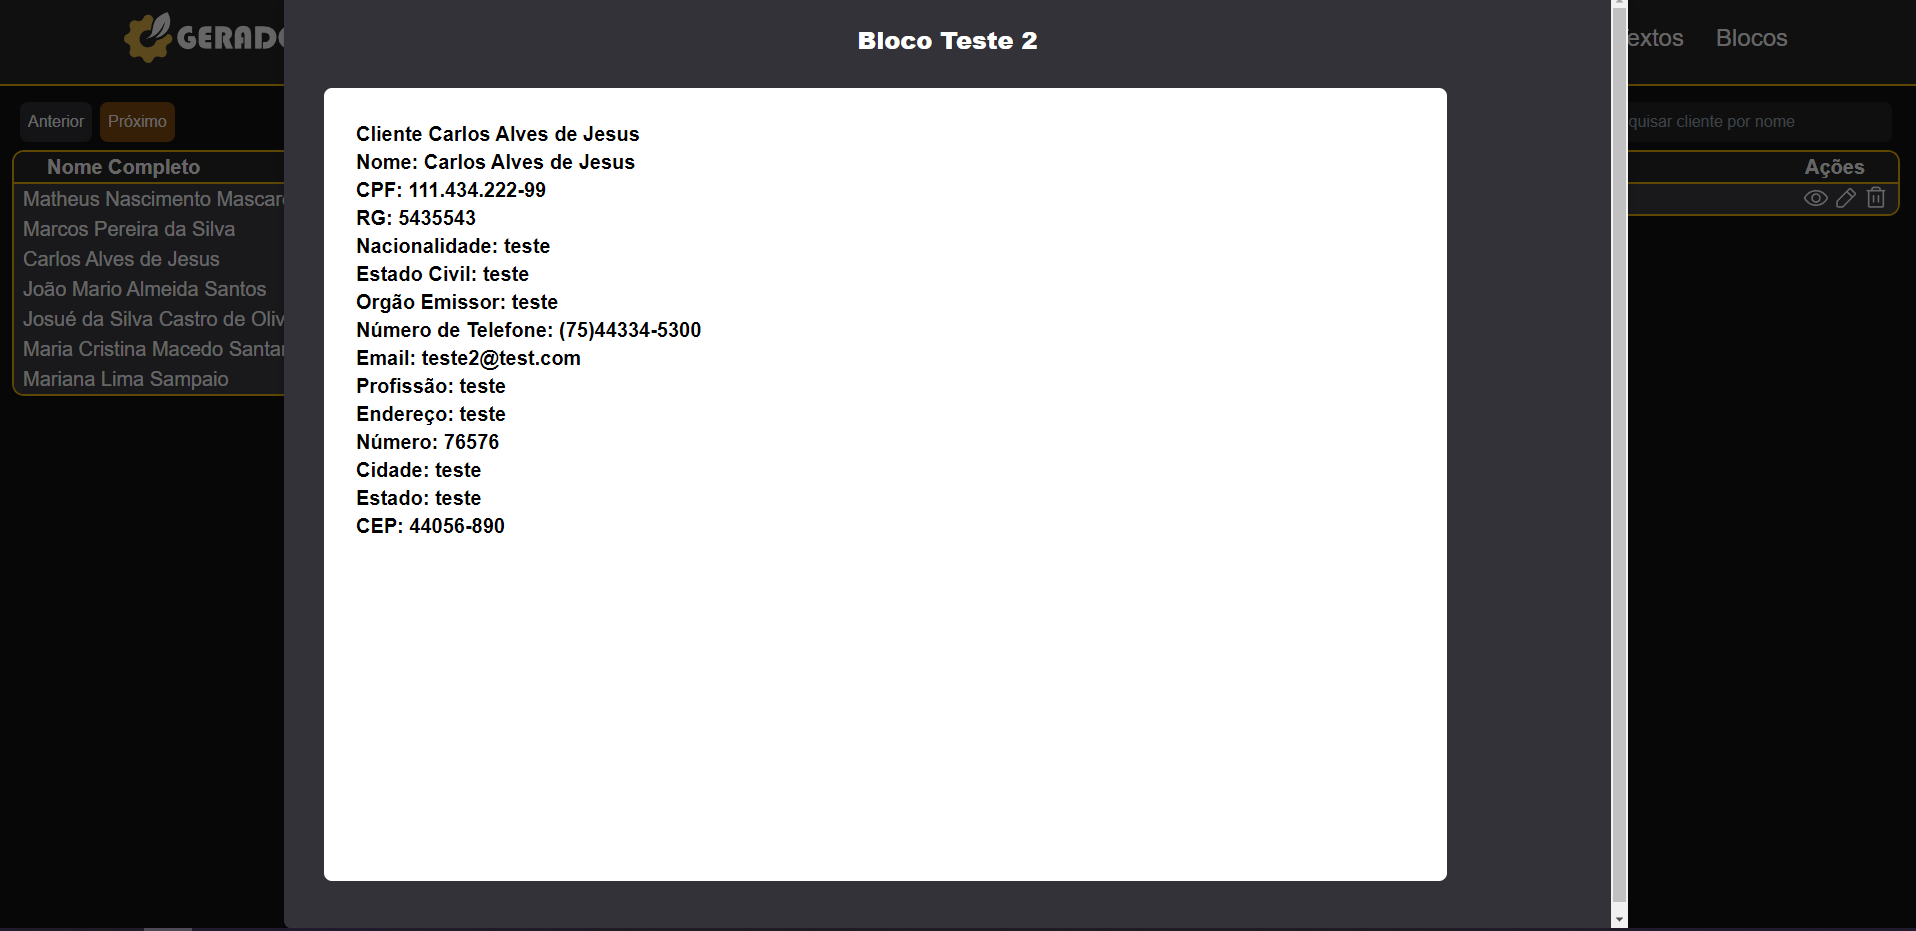 GERADO
Bloco Teste 2
extos Blocos
Anterior Próximo
quisar cliente por nome
Nome Completo
Ações
Matheus Nascimento Mascar
Marcos Pereira da Silva
Carlos Alves de Jesus
João Mario Almeida Santos
Josué da Silva Castro de Oliv
Maria Cristina Macedo Santa
Mariana Lima Sampaio
Cliente Carlos Alves de Jesus
Nome: Carlos Alves de Jesus
CPF: 111.434.222-99
RG: 5435543
Nacionalidade: teste
Estado Civil: teste
Orgão Emissor: teste
Número de Telefone: (75)44334-5300
Email: teste2@test.com
Profissão: teste
Endereço: teste
Número: 76576
Cidade: teste
Estado: teste
CEP: 44056-890